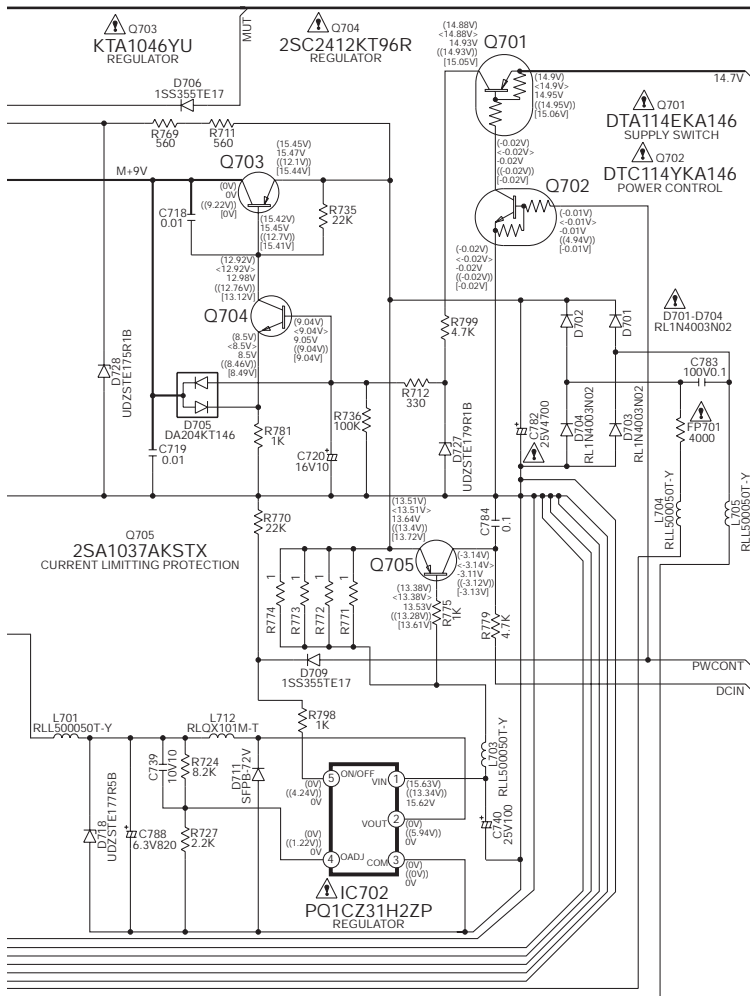 Q703
KTA1046YU
REGULATOR
MUT
Q704
2SC2412KT96R
REGULATOR
(14.88V)
<14.88V>
14.93V
((14.93V))
[15.05V]
Q701
14.7V
(14.9V)
<14.9V>
14.95V
((14.95V))
[15.06V]
Q701
DTA114EKA146
SUPPLY SWITCH
Q702
DTC114YKA146
POWER CONTROL
D706
1SS355TE17
R769
560
R711
560
M+9V
Q703
(15.45V)
15.47V
((12.1V))
[15.44V]
(0V)
0V
((9.22V))
[0V]
C718
0.01
(15.42V)
15.45V
((12.7V))
[15.41V]
R735
22K
(-0.02V)
<-0.02V>
-0.02V
((-0.02V))
[-0.02V]
Q702
(-0.01V)
<-0.01V>
-0.01V
((4.94V))
[-0.01V]
(-0.02V)
<-0.02V>
-0.02V
((-0.02V))
[-0.02V]
(12.92V)
<12.92V>
12.98V
((12.76V))
[13.12V]
Q704
(9.04V)
<9.04V>
9.05V
((9.04V))
[9.04V]
(8.5V)
<8.5V>
8.5V
((8.46V))
[8.49V]
R799
4.7K
D702
D701
D701-D704
RL1N4003N02
D728
UDZSTE175R1B
D705
DA204KT146
C719
0.01
R781
1K
R736
100K
C720
16V10
R712
330
D727
UDZSTE179R1B
C782
25V4700
D704
RL1N4003N02
D703
RL1N4003N02
C783
100V0.1
FP701
4000
L704
RLL500050T-Y
L705
RLL500050T-Y
Q705
2SA1037AKSTX
CURRENT LIMITTING PROTECTION
R770
22K
(13.51V)
<13.51V>
13.64V
((13.4V))
[13.72V]
C784
0.1
Q705
(-3.14V)
<-3.14V>
-3.11V
((-3.12V))
[-3.13V]
(13.38V)
<13.38V>
13.53V
((13.28V))
[13.61V]
R774 1
R773 1
R772 1
R771 1
R775
1K
R779
4.7K
D709
1SS355TE17
PWCONT
DCIN
L701
RLL500050T-Y
L712
RLQX101M-T
R798
1K
L703
RLL500050T-Y
C739
10V10
R724
8.2K
D711
SFPB-72V
5 ON/OFF
VIN 1
(0V)
((4.24V))
0V
(15.63V)
((13.34V))
15.62V
VOUT 2
(0V)
((5.94V))
0V
C740
25V100
D718
UDZSTE177R5B
C788
6.3V820
R727
2.2K
(0V)
((1.22V))
0V
4 OADJ
COM 3
(0V)
((0V))
0V
IC702
PQ1CZ31H2ZP
REGULATOR